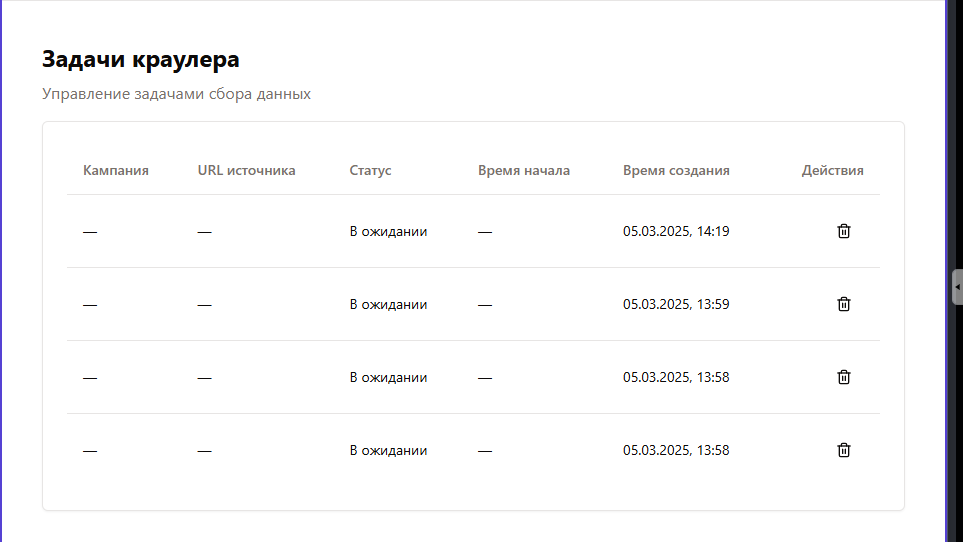 Задачи краулера
Управление задачами сбора данных
Кампания URL источника Статус Время начала Время создания Действия
— — В ожидании — 05.03.2025, 14:19
— — В ожидании — 05.03.2025, 13:59
— — В ожидании — 05.03.2025, 13:58
— — В ожидании — 05.03.2025, 13:58